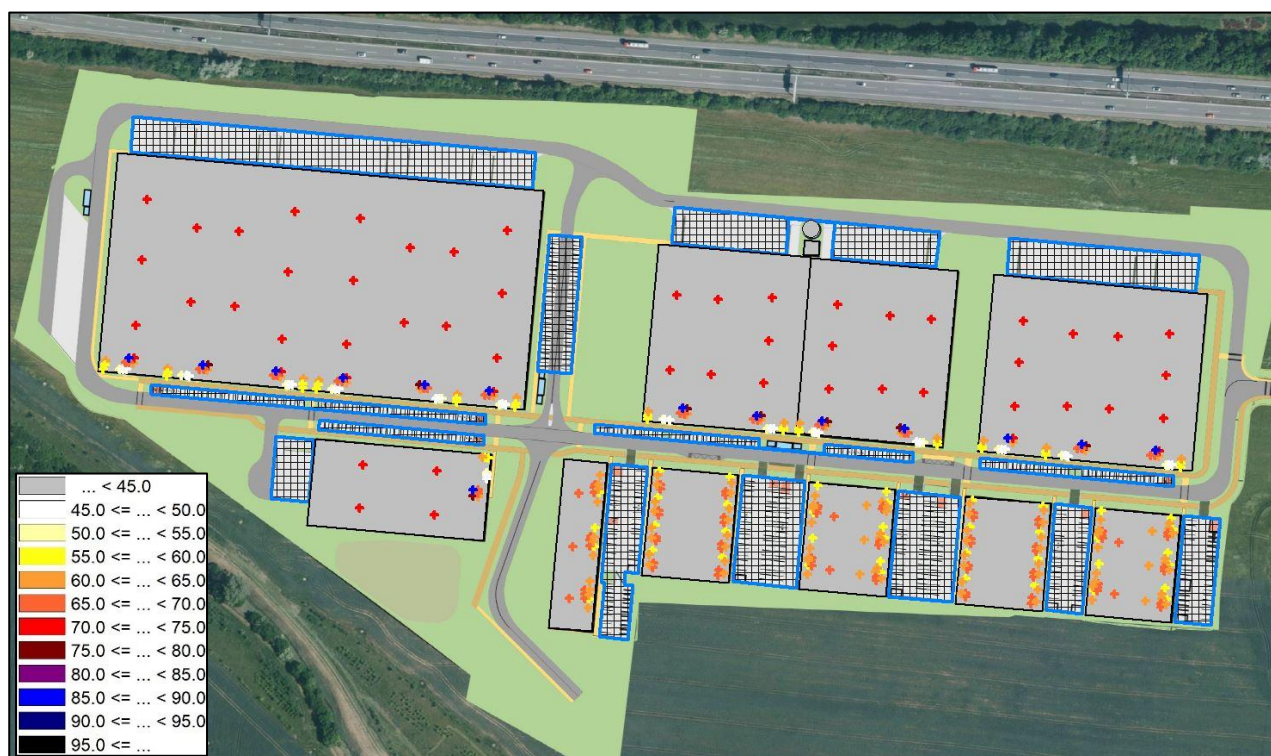 ... < 45.0
45.0 <= ... < 50.0
50.0 <= ... < 55.0
55.0 <= ... < 60.0
60.0 <= ... < 65.0
65.0 <= ... < 70.0
70.0 <= ... < 75.0
75.0 <= ... < 80.0
80.0 <= ... < 85.0
85.0 <= ... < 90.0
90.0 <= ... < 95.0
95.0 <= ...